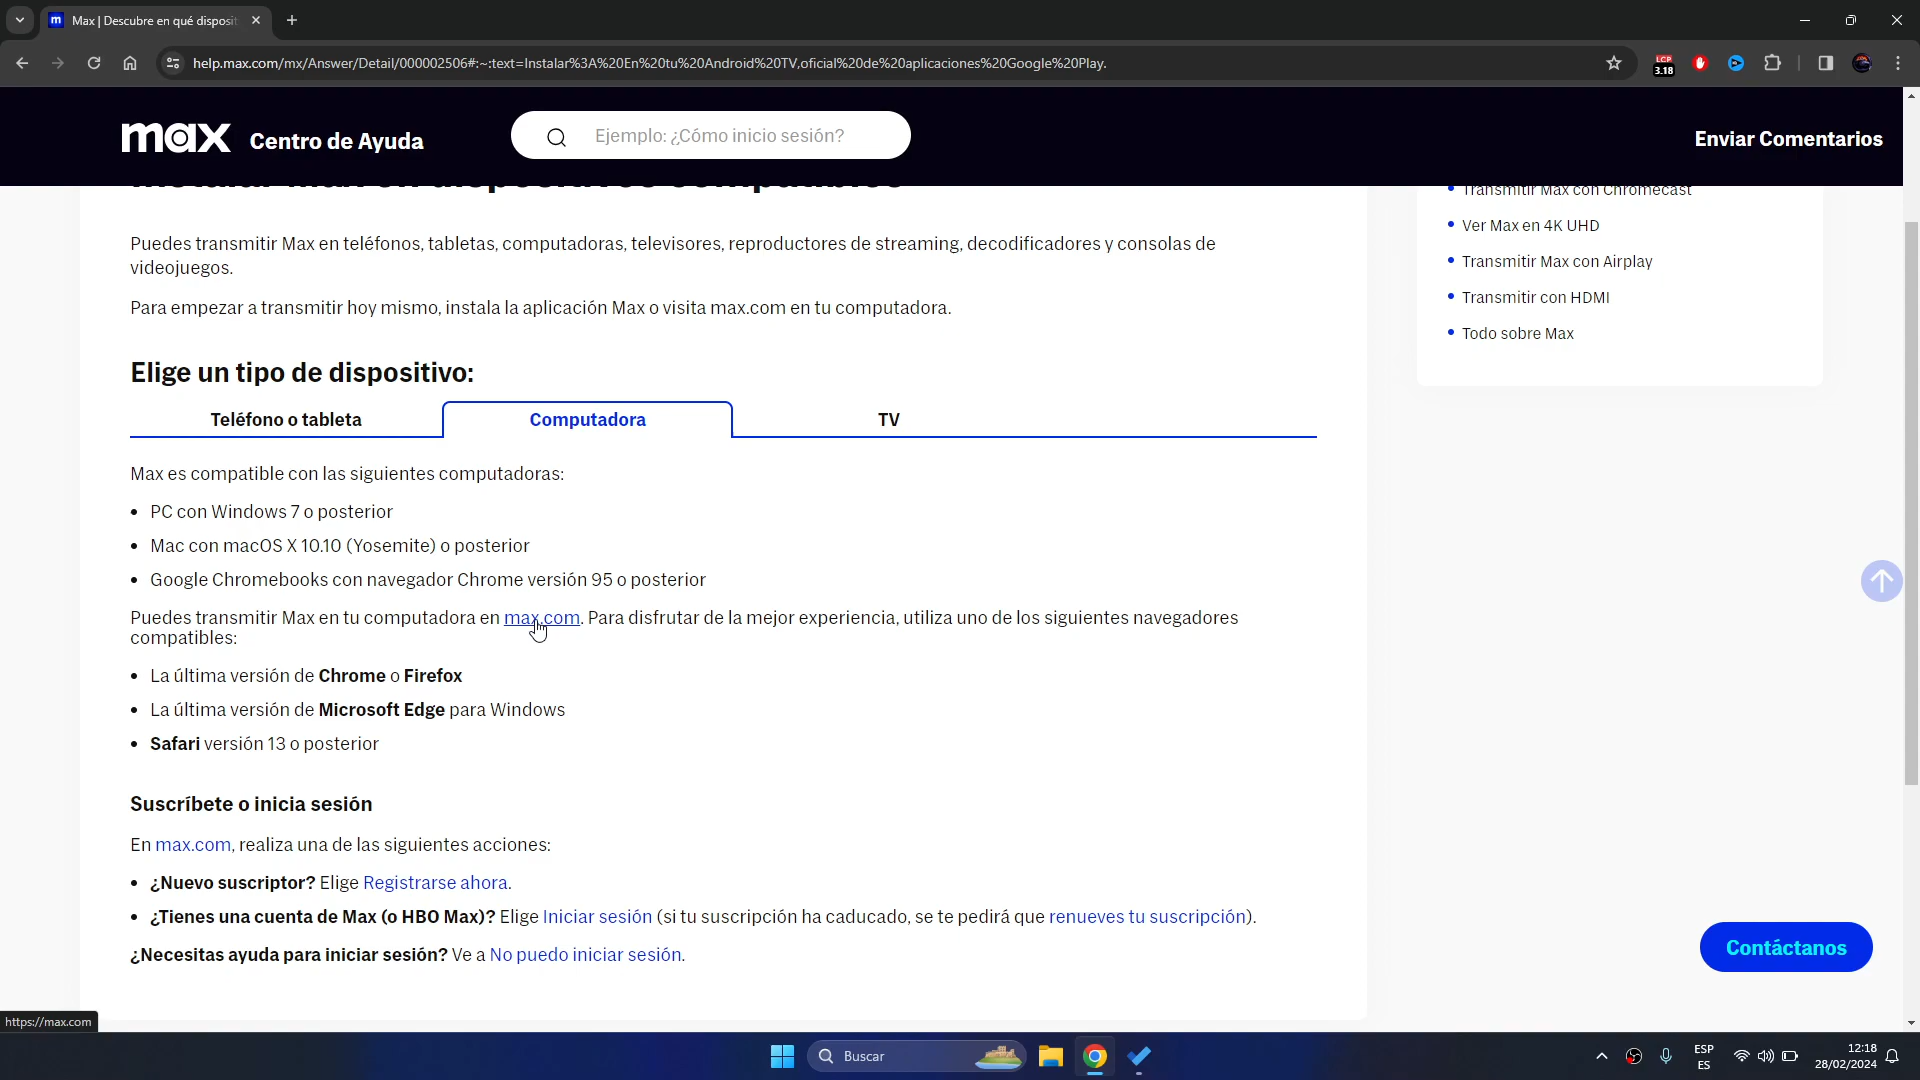 Max | Descubre en qué disposit
help.max.com/mx/Answer/Detail/000002506#:~:text=Instalar%3A%20En%20tu%20Android%20TV,oficial%20de%20aplicaciones%20Google%20Play.
LCP
3.18
max Centro de Ayuda
Ejemplo: ¿Cómo inicio sesión?
Enviar Comentarios
Instalar Max en dispositivos compatibles
Puedes transmitir Max en teléfonos, tabletas, computadoras, televisores, reproductores de streaming, decodificadores y consolas de
videojuegos.
Para empezar a transmitir hoy mismo, instala la aplicación Max o visita max.com en tu computadora.
Elige un tipo de dispositivo:
Teléfono o tableta Computadora TV
Max es compatible con las siguientes computadoras:
• PC con Windows 7 o posterior
• Mac con macOS X 10.10 (Yosemite) o posterior
• Google Chromebooks con navegador Chrome versión 95 o posterior
Puedes transmitir Max en tu computadora en max.com. Para disfrutar de la mejor experiencia, utiliza uno de los siguientes navegadores
compatibles:
• La última versión de Chrome o Firefox
• La última versión de Microsoft Edge para Windows
• Safari versión 13 o posterior
Suscríbete o inicia sesión
En max.com, realiza una de las siguientes acciones:
• ¿Nuevo suscriptor? Elige Registrarse ahora.
• ¿Tienes una cuenta de Max (o HBO Max)? Elige Iniciar sesión (si tu suscripción ha caducado, se te pedirá que renueves tu suscripción).
¿Necesitas ayuda para iniciar sesión? Ve a No puedo iniciar sesión.
• Transmitir Max con Chromecast
• Ver Max en 4K UHD
• Transmitir Max con Airplay
• Transmitir con HDMI
• Todo sobre Max
Contáctanos
https://max.com
Buscar
ESP
ES
12:18
28/02/2024